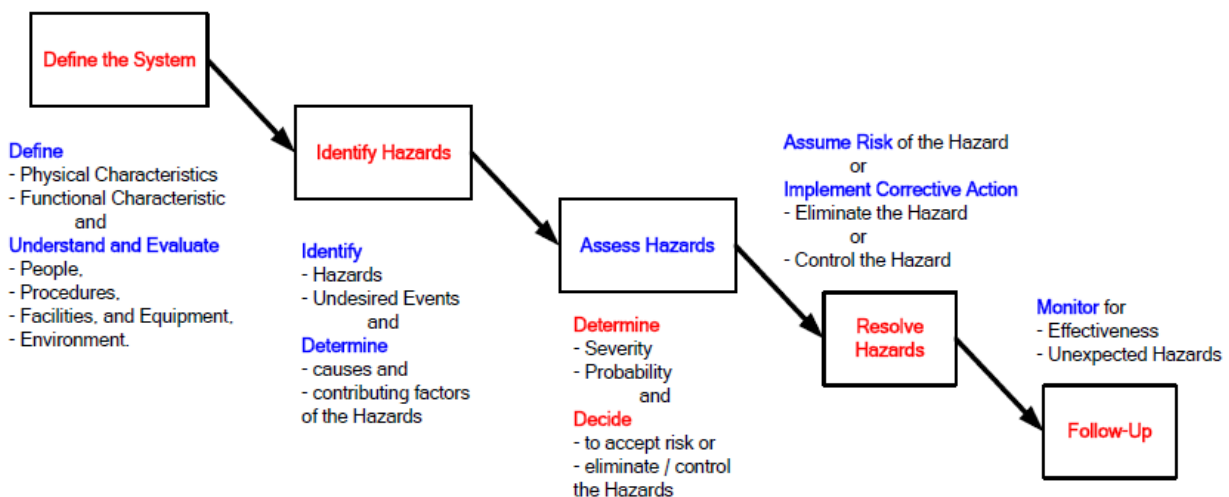 Define the System
Define
- Physical Characteristics
- Functional Characteristic
and
Understand and Evaluate
- People,
- Procedures,
- Facilities, and Equipment,
- Environment.
Identify Hazards
Identify
- Hazards
- Undesired Events
and
Determine
- causes and
- contributing factors
of the Hazards
Assess Hazards
Determine
- Severity
- Probability
and
Decide
- to accept risk or
- eliminate / control
the Hazards
Assume Risk of the Hazard
or
Implement Corrective Action
- Eliminate the Hazard
or
- Control the Hazard
Resolve
Hazards
Monitor for
- Effectiveness
- Unexpected Hazards
Follow-Up